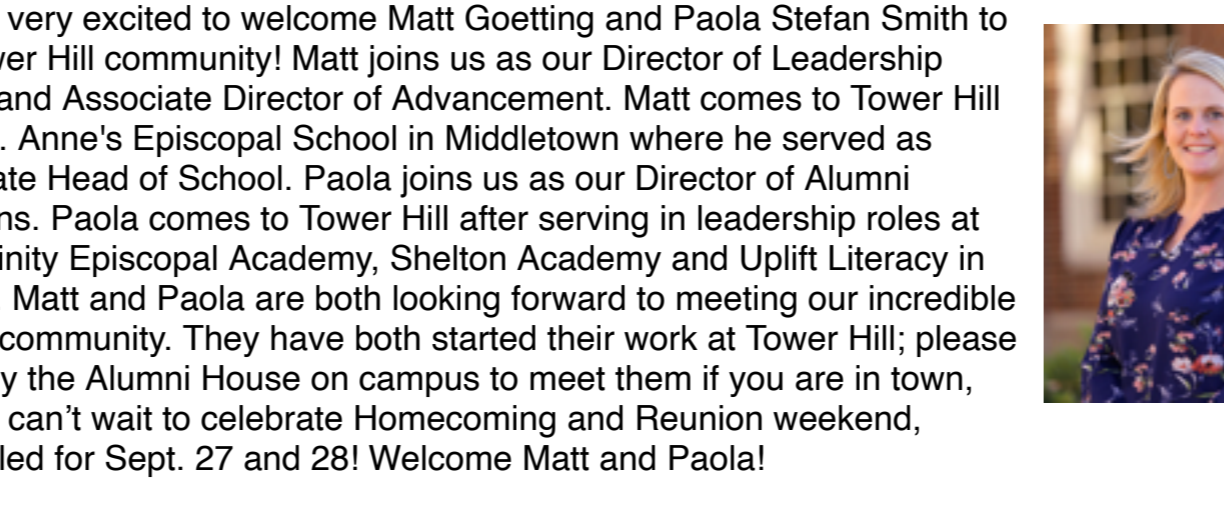 very excited to welcome Matt Goetting and Paola Stefan Smith to
wer Hill community! Matt joins us as our Director of Leadership
and Associate Director of Advancement. Matt comes to Tower Hill
. Anne's Episcopal School in Middletown where he served as
ate Head of School. Paola joins us as our Director of Alumni
ns. Paola comes to Tower Hill after serving in leadership roles at
inity Episcopal Academy, Shelton Academy and Uplift Literacy in
. Matt and Paola are both looking forward to meeting our incredible
community. They have both started their work at Tower Hill; please
y the Alumni House on campus to meet them if you are in town,
can’t wait to celebrate Homecoming and Reunion weekend,
led for Sept. 27 and 28! Welcome Matt and Paola!